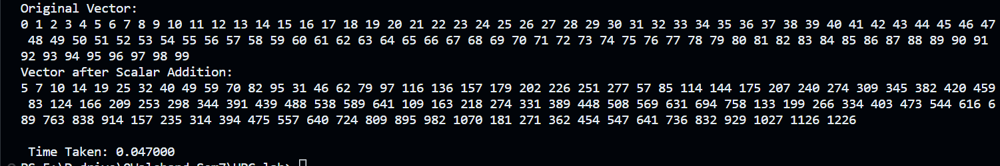 Original Vector:
0 1 2 3 4 5 6 7 8 9 10 11 12 13 14 15 16 17 18 19 20 21 22 23 24 25 26 27 28 29 30 31 32 33 34 35 36 37 38 39 40 41 42 43 44 45 46 47
48 49 50 51 52 53 54 55 56 57 58 59 60 61 62 63 64 65 66 67 68 69 70 71 72 73 74 75 76 77 78 79 80 81 82 83 84 85 86 87 88 89 90 91
92 93 94 95 96 97 98 99
Vector after Scalar Addition:
5 7 10 14 19 25 32 40 49 59 70 82 95 31 46 62 79 97 116 136 157 179 202 226 251 277 57 85 114 144 175 207 240 274 309 345 382 420 459
83 124 166 209 253 298 344 391 439 488 538 589 641 109 163 218 274 331 389 448 508 569 631 694 758 133 199 266 334 403 473 544 616 6
89 763 838 914 157 235 314 394 475 557 640 724 809 895 982 1070 181 271 362 454 547 641 736 832 929 1027 1126 1226
Time Taken: 0.047000